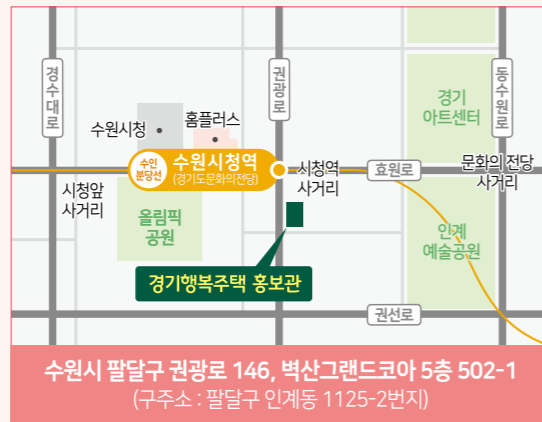 경수대로
권광로
동수원로
경기
아트센터
수원시청
홈플러스
수인
분당선
수원시청역
(경기도문화의전당)
시청역
사거리
효원로
문화의 전당
사거리
시청앞
사거리
올림픽
공원
인계
예술공원
경기행복주택 홍보관
권선로
수원시 팔달구 권광로 146, 벽산그랜드코아 5층 502-1
(구주소 : 팔달구 인계동 1125-2번지)